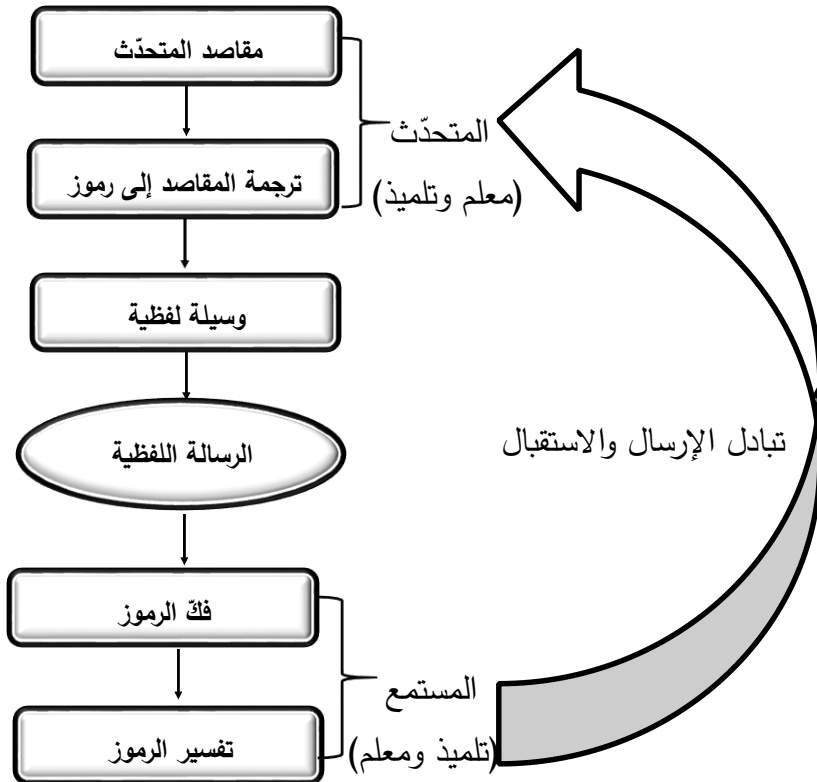 مقاصد المتحدّث
المتحدّث
(معلم وتلميذ)
ترجمة المقاصد إلى رموز
وسيلة لفظية
تبادل الإرسال والاستقبال
الرسالة اللفظية
فكّ الرموز
المستمع
(تلميذ ومعلم)
تفسير الرموز